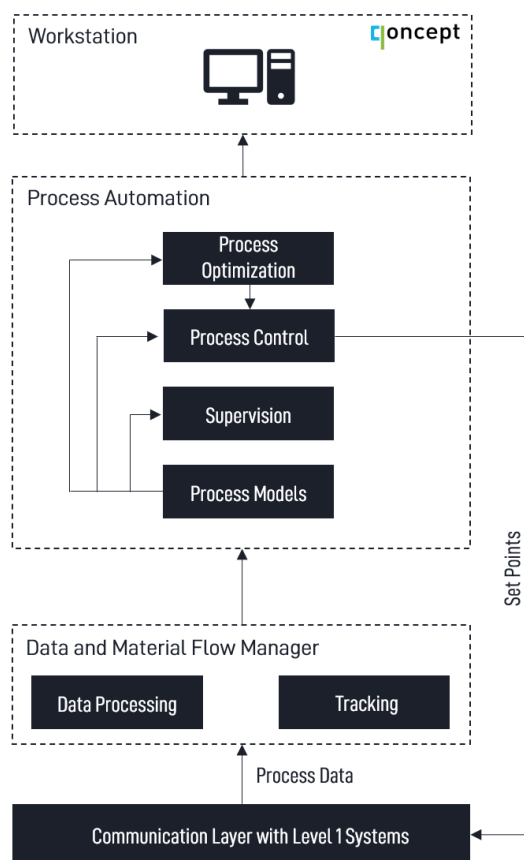 Workstation
qoncept
Process Automation
Process
Optimization
Process Control
Supervision
Process Models
Set Points
Data and Material Flow Manager
Data Processing
Tracking
Process Data
Communication Layer with Level 1 Systems